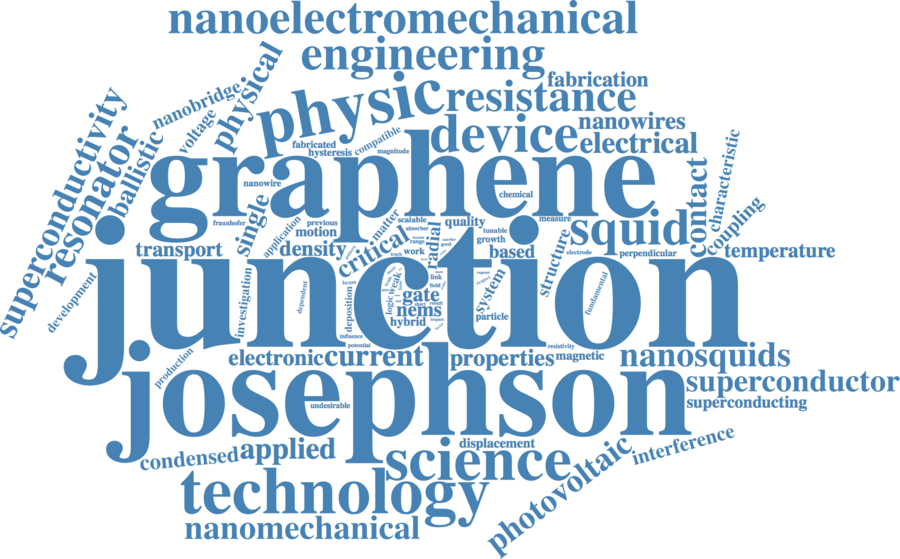 nanoelectromechanical
engineering
physical
fabrication
nanobridge
physic
resistance
superconductivity
voltage
device
nanowires
resonator
ballistic
fabricated
compatible
electrical
hysteresis
magnitude
characteristic
graphene
nanowire
chemical
contact
single
fraunhofer
previous
matter
scalable
quality
measure
squid
coupling
application
motion
absorber
radial
tunable
transport
density
critical
range
work
growth
based
structure
electrode
perpendicular
temperature
development
investigation
junction
weak
link
field
system
fundamental
dependent
deposition
logic
gate
nems
hybrid
particle
influence
potential
resistivity
production
electronic
current
properties
magnetic
nanosquids
josephson
superconductor
undesirable
superconducting
displacement
condensed
applied
science
interference
technology
photovoltaic
nanomechanical